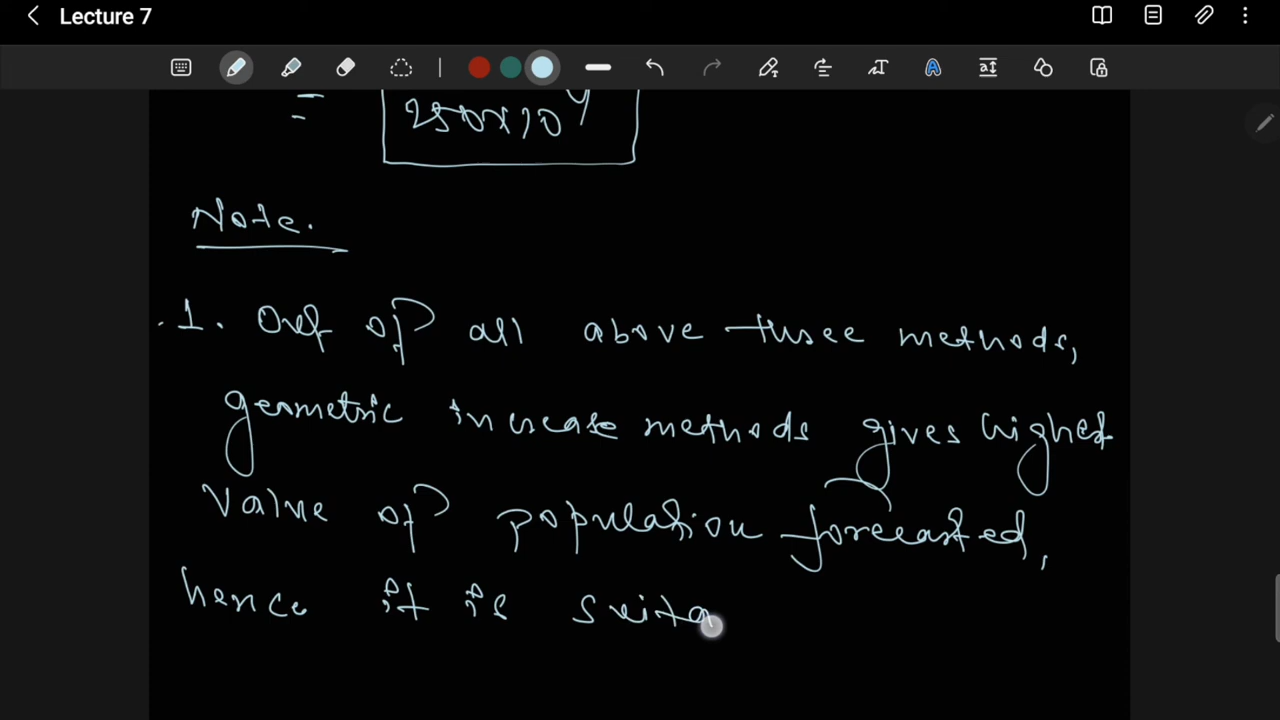 Lecture 7
=
250×10
Note.
1. Out of all above three methods,
geometric increase methods gives highest
value of population forecasted,
hence it is suita